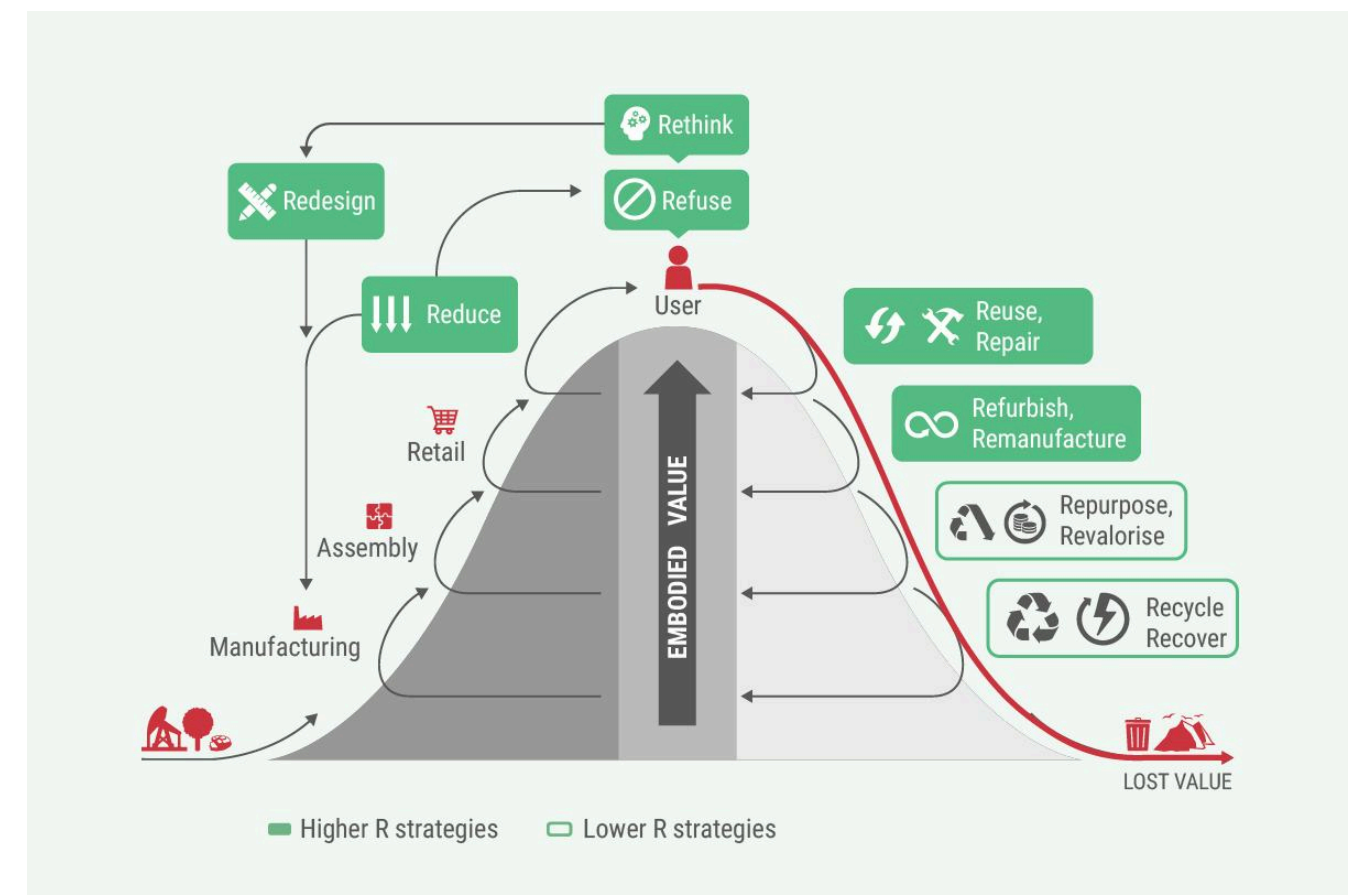 Rethink
Refuse
Redesign
Reduce
User
Reuse,
Repair
Refurbish,
Remanufacture
Retail
Repurpose,
Revalorise
Assembly
EMBODIED VALUE
Recycle
Recover
Manufacturing
LOST VALUE
Higher R strategies
Lower R strategies